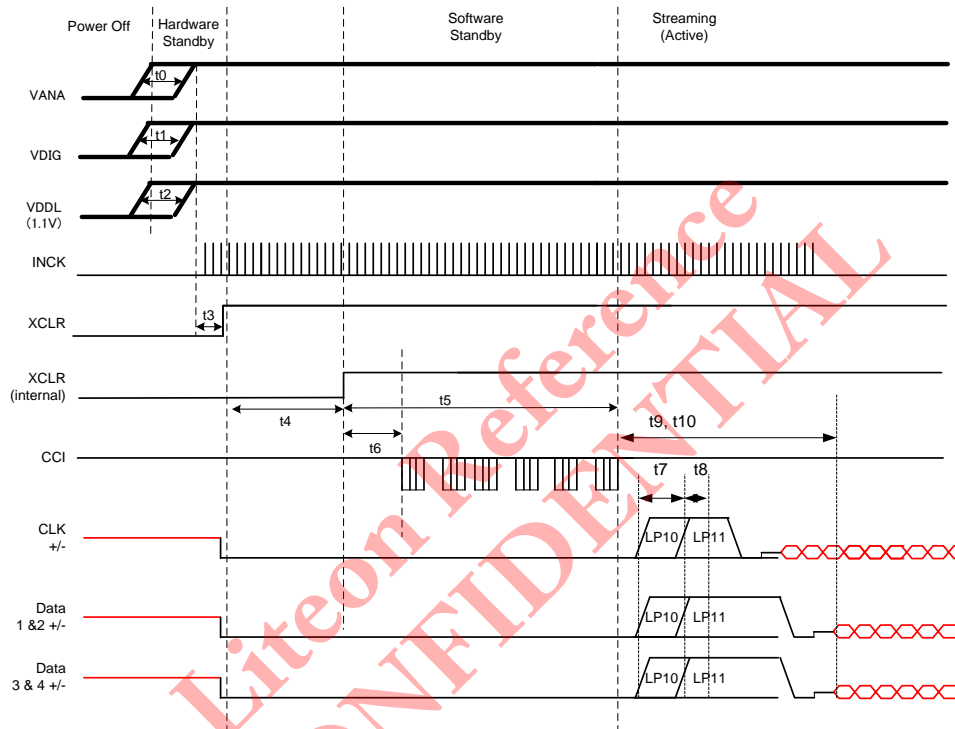 Power Off
Hardware
Standby
Software
Standby
Streaming
(Active)
VANA
t0
VDIG
t1
VDDL
(1.1V)
t2
INCK
XCLR
t3
XCLR
(internal)
t4
t5
t6
CCI
t9, t10
t7
t8
CLK
+/-
LP10
LP11
Data
1 &2 +/-
LP10
LP11
Data
3 & 4 +/-
LP10
LP11
Liteon Reference
CONFIDENTIAL